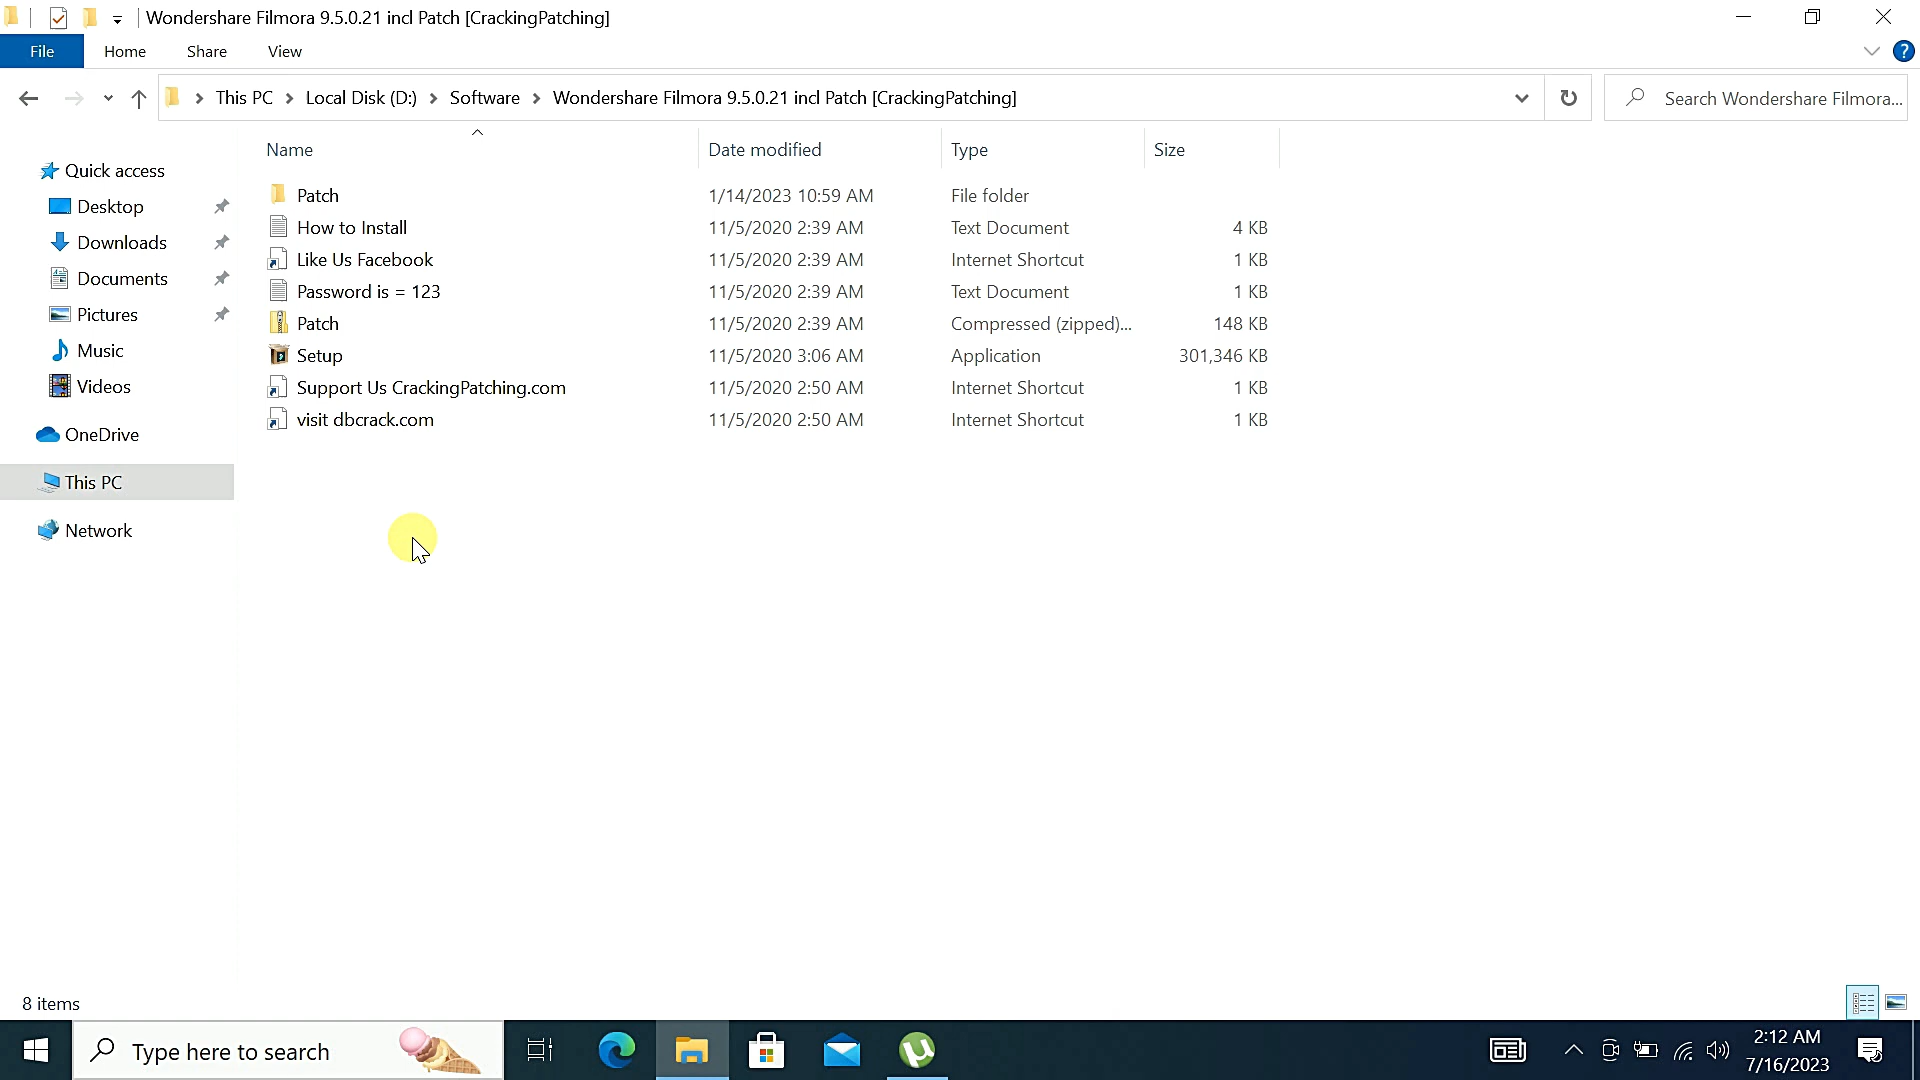 Wondershare Filmora 9.5.0.21 incl Patch [CrackingPatching]
File Home Share View ?
This PC > Local Disk (D:) > Software > Wondershare Filmora 9.5.0.21 incl Patch [CrackingPatching] Search Wondershare Filmora...
Name Date modified Type Size
Quick access
Desktop
Downloads
Documents
Pictures
Music
Videos
OneDrive
This PC
Network
Patch 1/14/2023 10:59 AM File folder
How to Install 11/5/2020 2:39 AM Text Document 4 KB
Like Us Facebook 11/5/2020 2:39 AM Internet Shortcut 1 KB
Password is = 123 11/5/2020 2:39 AM Text Document 1 KB
Patch 11/5/2020 2:39 AM Compressed (zipped)... 148 KB
Setup 11/5/2020 3:06 AM Application 301,346 KB
Support Us CrackingPatching.com 11/5/2020 2:50 AM Internet Shortcut 1 KB
visit dbcrack.com 11/5/2020 2:50 AM Internet Shortcut 1 KB
8 items
Type here to search
2:12 AM
7/16/2023